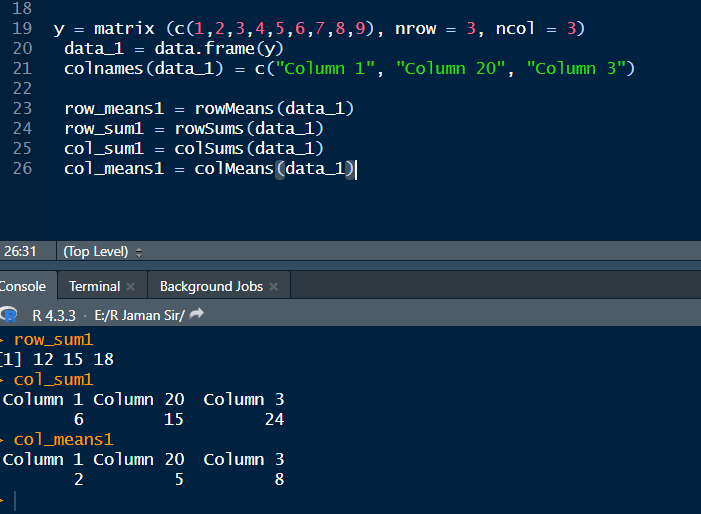 18
19 y = matrix (c(1,2,3,4,5,6,7,8,9), nrow = 3, ncol = 3)
20 data_1 = data.frame(y)
21 colnames(data_1) = c("Column 1", "Column 20", "Column 3")
22
23 row_means1 = rowMeans(data_1)
24 row_sum1 = rowSums(data_1)
25 col_sum1 = colSums(data_1)
26 col_means1 = colMeans(data_1)
26:31 (Top Level)
Console Terminal Background Jobs
R R 4.3.3 · E:/R Jaman Sir/
> row_sum1
[1] 12 15 18
> col_sum1
Column 1 Column 20 Column 3
6 15 24
> col_means1
Column 1 Column 20 Column 3
2 5 8
>